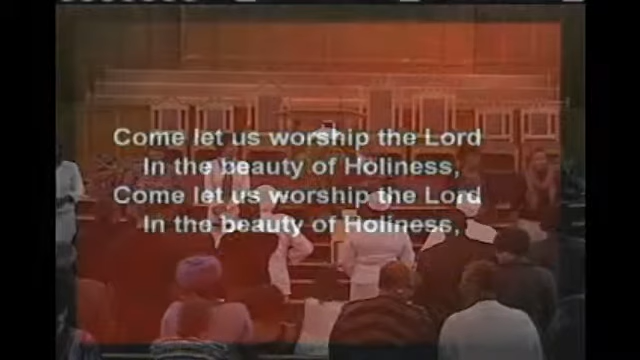 Come let us worship the Lord
In the beauty of Holiness,
Come let us worship the Lord
In the beauty of Holiness,